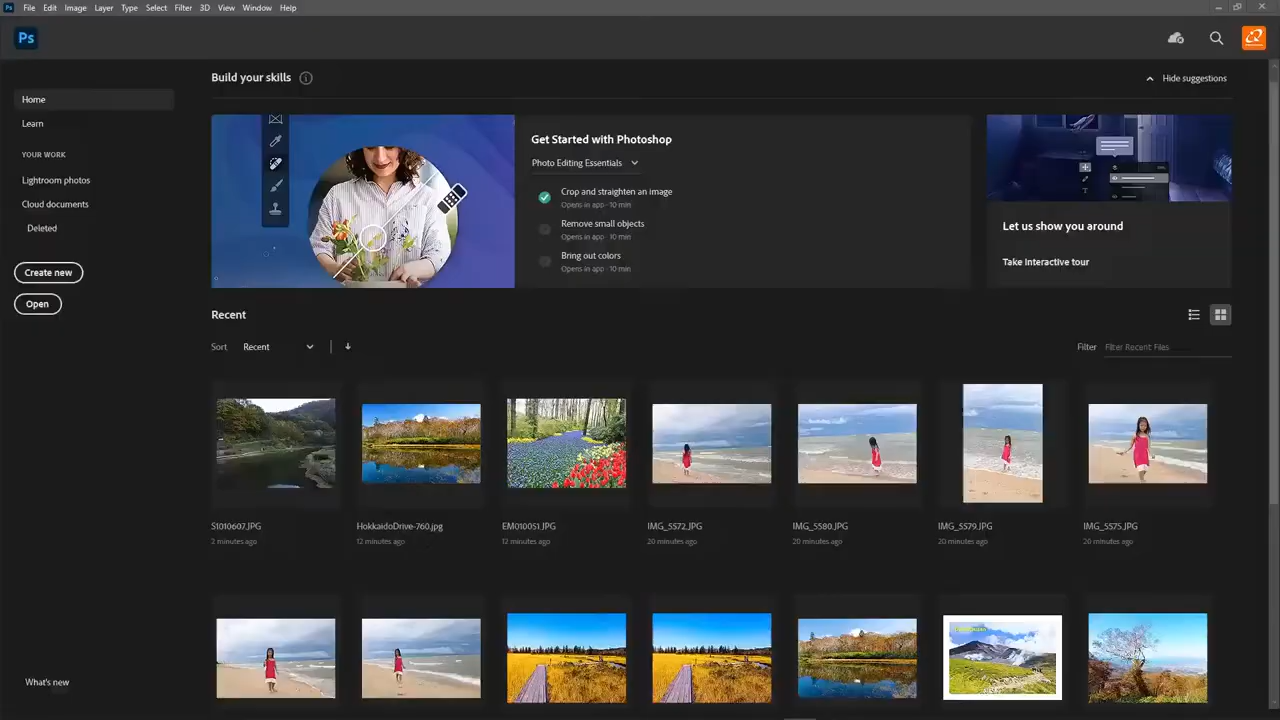 Ps File Edit Image Layer Type Select Filter 3D View Window Help
Ps
Build your skills
Hide suggestions
Home
Learn
YOUR WORK
Lightroom photos
Cloud documents
Deleted
Create new
Open
Get Started with Photoshop
Photo Editing Essentials
Crop and straighten an image
Opens in app · 10 min
Remove small objects
Opens in app · 10 min
Bring out colors
Opens in app · 10 min
Let us show you around
Take interactive tour
Recent
Sort Recent
Filter Filter Recent Files
S1010607.JPG HokkaidoDrive-760.jpg EM010051.JPG IMG_5572.JPG IMG_5580.JPG IMG_5579.JPG IMG_5575.JPG
2 minutes ago 12 minutes ago 12 minutes ago 20 minutes ago 20 minutes ago 20 minutes ago 20 minutes ago
What's new